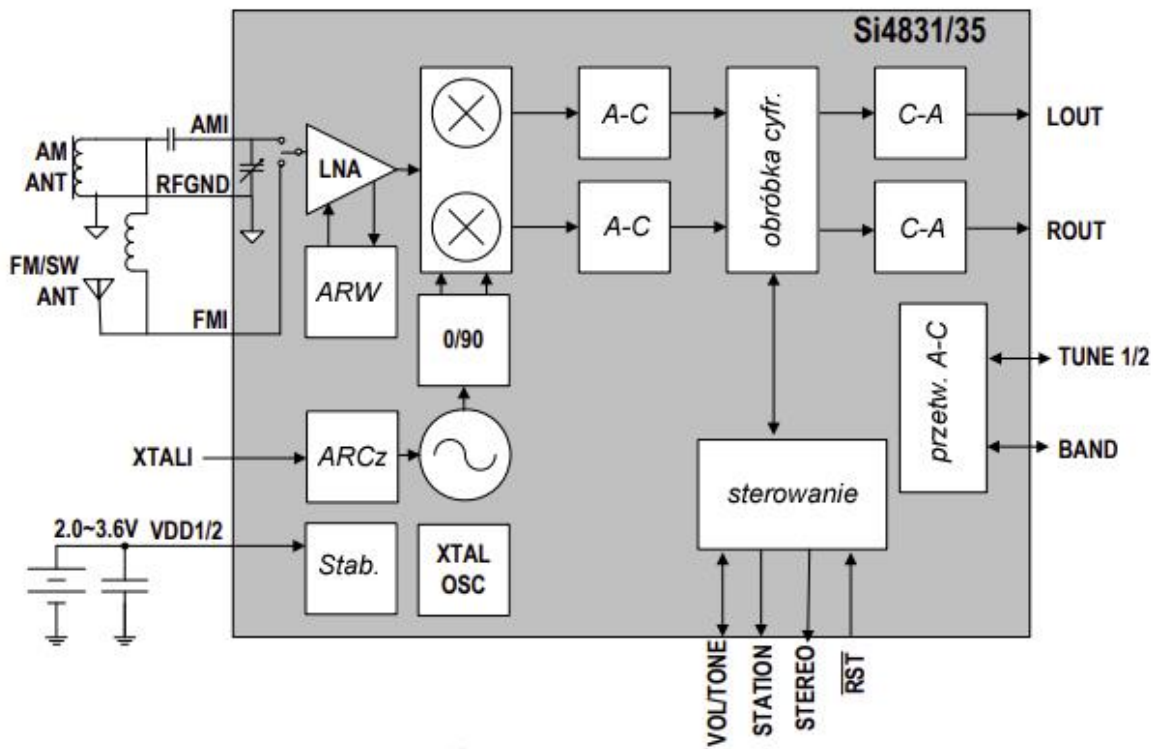 Si4831/35
AMI
AM
ANT
RFGND
FM/SW
ANT
FMI
LNA
ARW
0/90
A-C
A-C
obróbka cyfr.
C-A
C-A
LOUT
ROUT
przetw. A-C
TUNE 1/2
BAND
XTALI
ARCz
sterowanie
2.0~3.6V VDD1/2
Stab.
XTAL
OSC
VOL/TONE
STATION
STEREO
RST